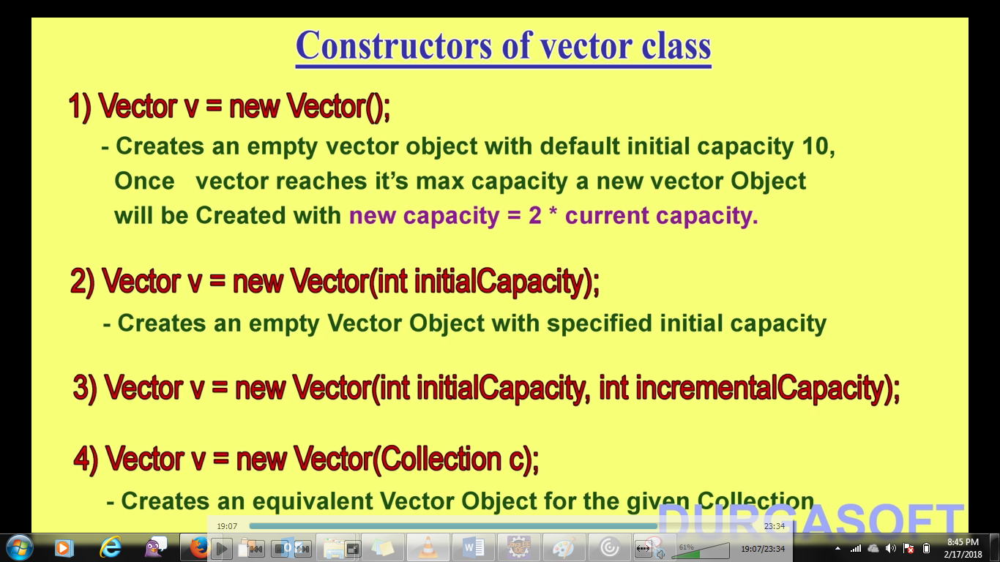 Constructors of vector class
1) Vector v = new Vector();
- Creates an empty vector object with default initial capacity 10,
Once vector reaches it's max capacity a new vector Object
will be Created with new capacity = 2 * current capacity.
2) Vector v = new Vector(int initialCapacity);
- Creates an empty Vector Object with specified initial capacity
3) Vector v = new Vector(int initialCapacity, int incrementalCapacity);
4) Vector v = new Vector(Collection c);
- Creates an equivalent Vector Object for the given Collection
DURGASOFT
19:07 23:34
Java EE
IDE
61%
19:07/23:34
8:45 PM
2/17/2018